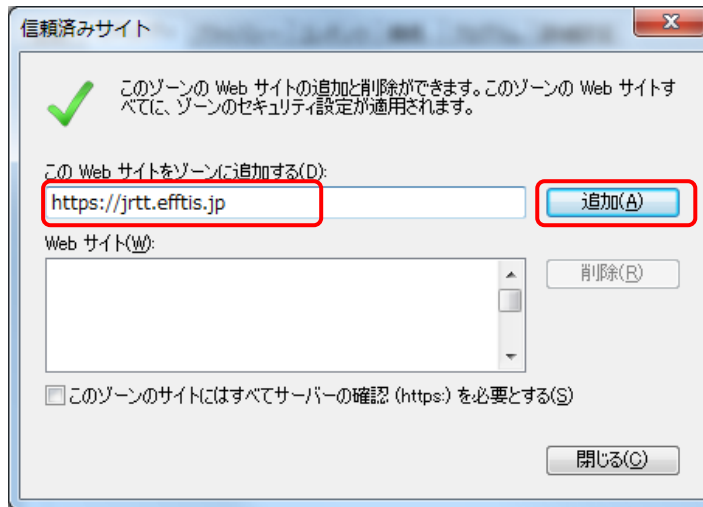 信頼済みサイト
このゾーンの Web サイトの追加と削除ができます。このゾーンの Web サイトす
べてに、ゾーンのセキュリティ設定が適用されます。
この Web サイトをゾーンに追加する(D):
https://jrtt.efftis.jp
追加(A)
Web サイト(W):
削除(R)
このゾーンのサイトにはすべてサーバーの確認 (https:) を必要とする(S)
閉じる(C)